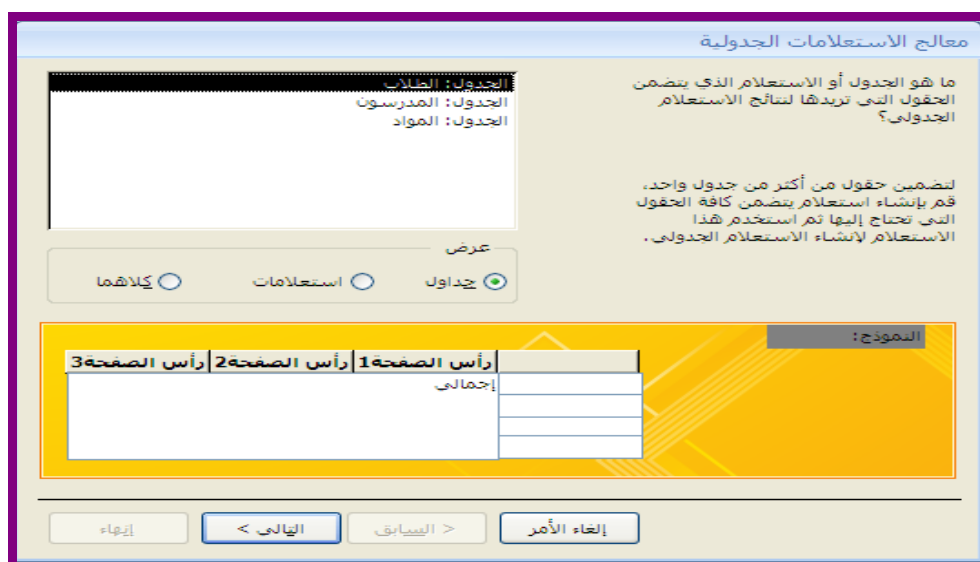 معالج الاستعلامات الجدولية
ما هو الجدول أو الاستعلام الذي يتضمن
الحقول التي تريدها لنتائج الاستعلام
الجدولي؟
لتضمين حقول من أكثر من جدول واحد،
قم بإنشاء استعلام يتضمن كافة الحقول
التي تحتاج إليها ثم استخدم هذا
الاستعلام لإنشاء الاستعلام الجدولي.
الجدول: الطلاب
الجدول: المدرسون
الجدول: المواد
عرض
جداول
استعلامات
كلاهما
النموذج:
رأس الصفحة1 رأس الصفحة2 رأس الصفحة3
إجمالي
إلغاء الأمر
< السابق
التالي >
إنهاء